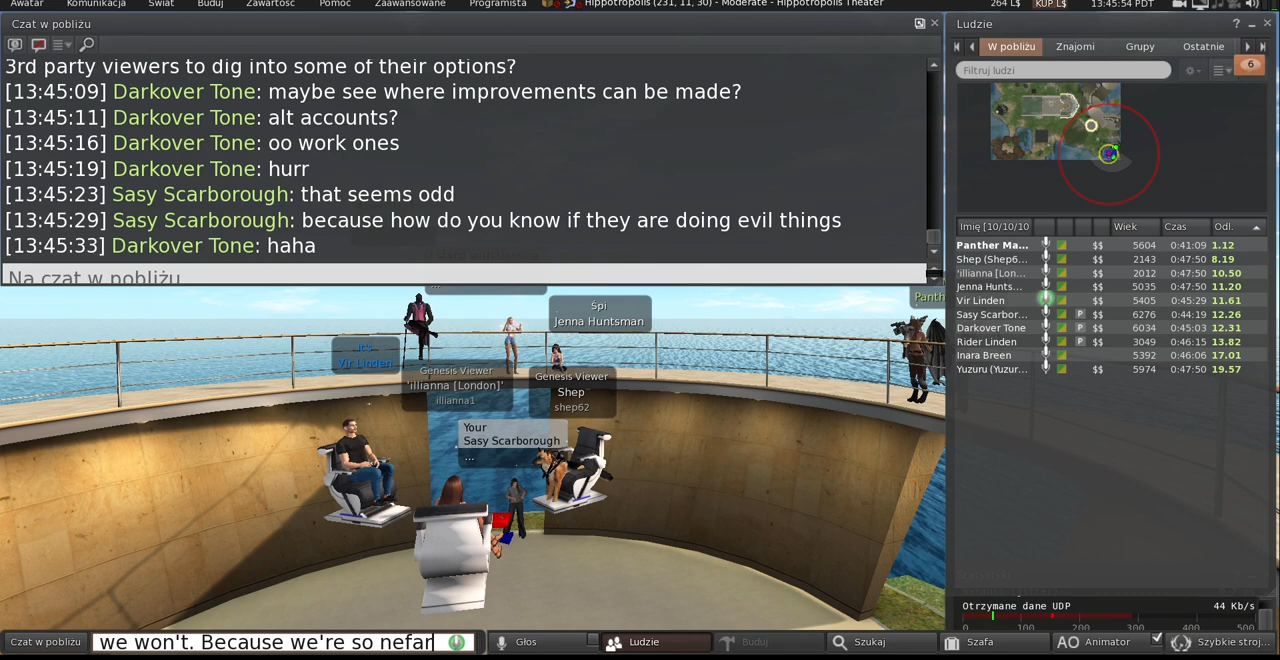 Awatar Komunikacja Świat Buduj Zawartość Pomoc Zaawansowane Programista Hippotropolis (231, 11, 30) - Moderate - Hippotropolis Theater 264 L$ KUP L$ 13:45:54 PDT
Czat w pobliżu
3rd party viewers to dig into some of their options?
[13:45:09] Darkover Tone: maybe see where improvements can be made?
[13:45:11] Darkover Tone: alt accounts?
[13:45:16] Darkover Tone: oo work ones
[13:45:19] Darkover Tone: hurr
[13:45:23] Sasy Scarborough: that seems odd
[13:45:29] Sasy Scarborough: because how do you know if they are doing evil things
[13:45:33] Darkover Tone: haha
Na czat w pobliżu
...
Śpi
Jenna Huntsman
Panth
It's
Vir Linden
Genesis Viewer
'illianna [London]'
illianna1
Genesis Viewer
Shep
shep62
Your
Sasy Scarborough
...
Ludzie ?
W pobliżu Znajomi Grupy Ostatnie
6
Filtruj ludzi
Imię [10/10/10 Wiek Czas Odl.
Panther Ma... $$ 5604 0:41:09 1.12
Shep (Shep6... $$ 2143 0:47:50 8.19
'illianna [Lon... $$ 2012 0:47:50 10.50
Jenna Hunts... $$ 5035 0:47:50 11.20
Vir Linden $$ 5405 0:45:29 11.61
Sasy Scarbor... P $$ 6276 0:44:19 12.26
Darkover Tone P $$ 6034 0:45:03 12.31
Rider Linden P $$ 3049 0:46:15 13.82
Inara Breen 5392 0:46:06 17.01
Yuzuru (Yuzur... $$ 5974 0:47:50 19.57
Otrzymane dane UDP 44 Kb/s
0 100 200 300 400 500
Czat w pobliżu we won't. Because we're so nefar Głos Ludzie Buduj Szukaj Szafa AO Animator Szybkie stroj...